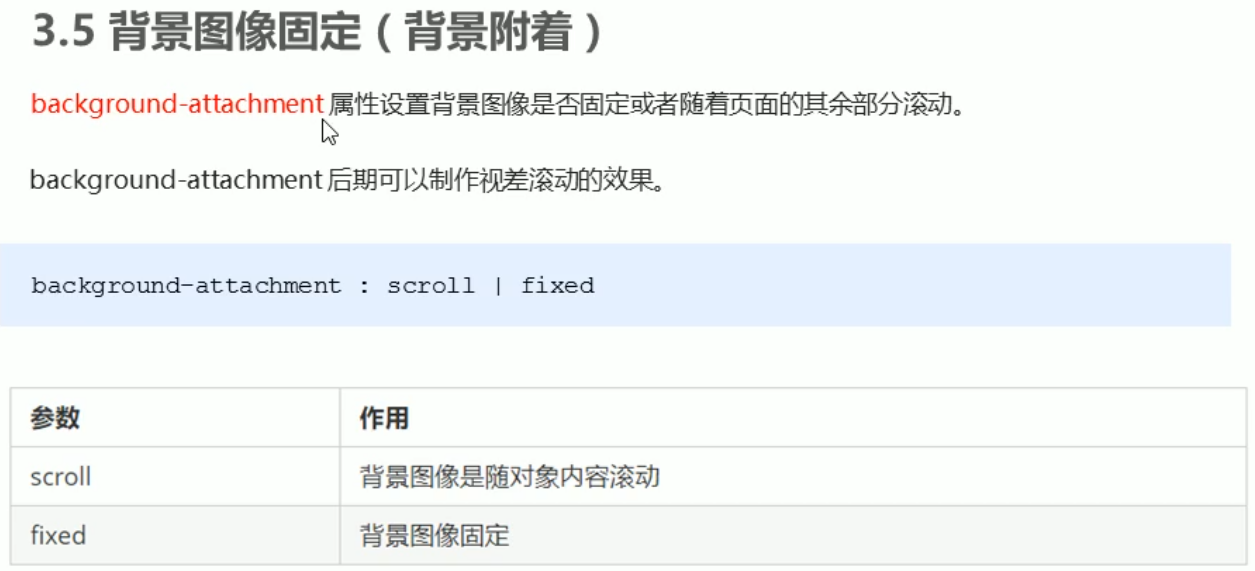 3.5 背景图像固定（背景附着）
background-attachment 属性设置背景图像是否固定或者随着页面的其余部分滚动。
background-attachment 后期可以制作视差滚动的效果。
background-attachment : scroll | fixed
参数 作用
scroll 背景图像是随对象内容滚动
fixed 背景图像固定